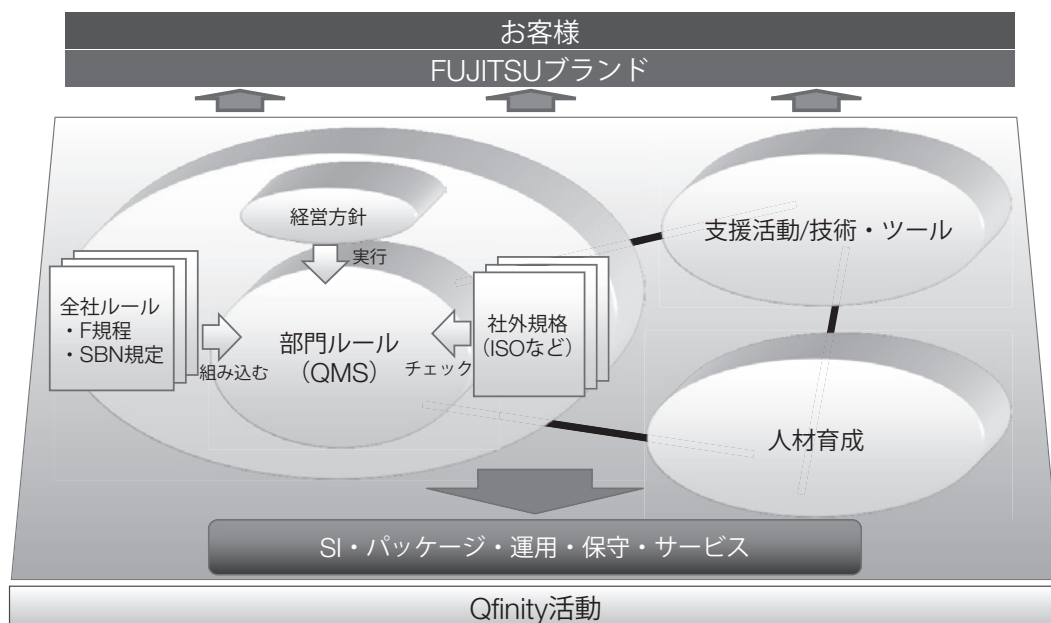 お客様
FUJITSUブランド
経営方針
実行
支援活動/技術・ツール
全社ルール
・F規程
・SBN規定
組み込む
部門ルール
（QMS）
チェック
社外規格
（ISOなど）
人材育成
SI・パッケージ・運用・保守・サービス
Qfinity活動